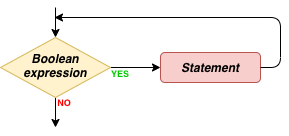 Boolean
expression
YES
Statement
NO